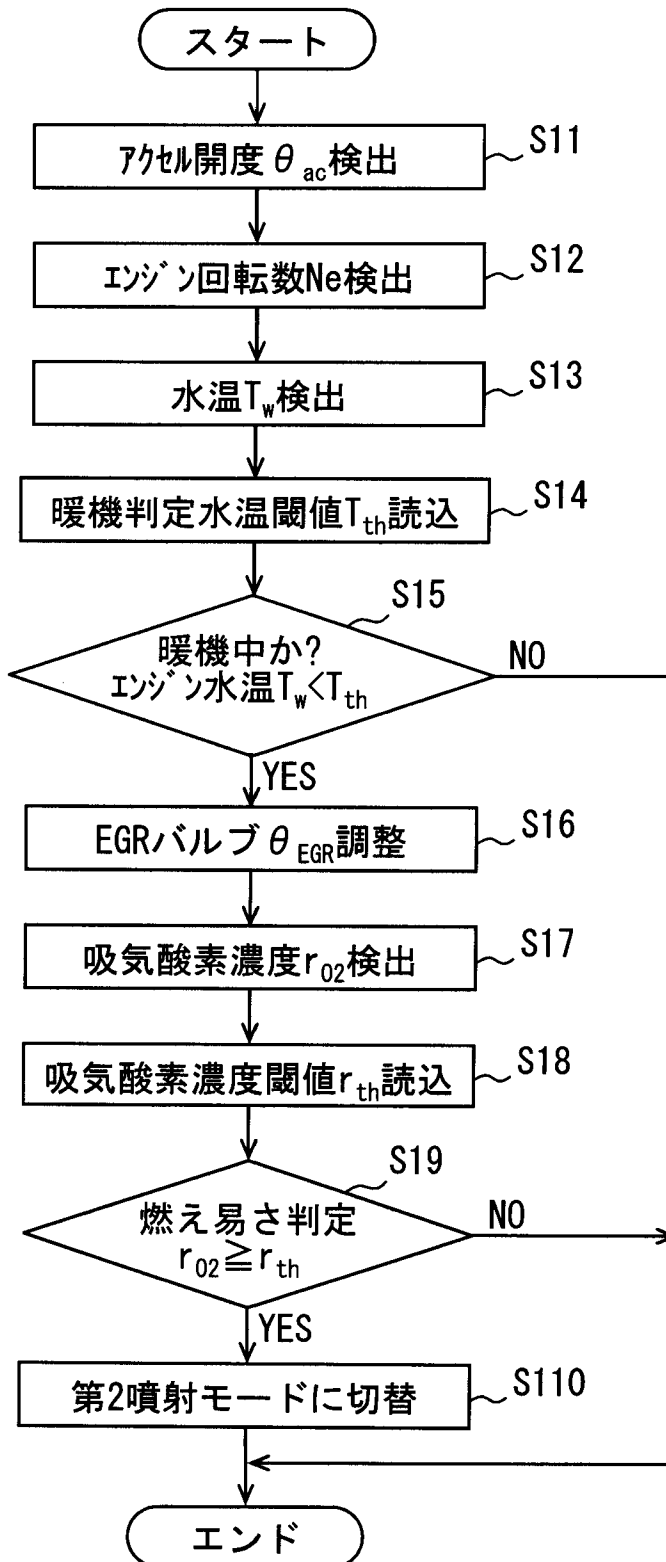 スタート
アクセル開度θac検出
S11
エンジン回転数Ne検出
S12
水温Tw検出
S13
暖機判定水温閾値Tth読込
S14
S15
暖機中か?
エンジン水温Tw<Tth
NO
YES
EGRバルブθEGR調整
S16
吸気酸素濃度rO2検出
S17
吸気酸素濃度閾値rth読込
S18
S19
燃え易さ判定
rO2≧rth
NO
YES
第2噴射モードに切替
S110
エンド